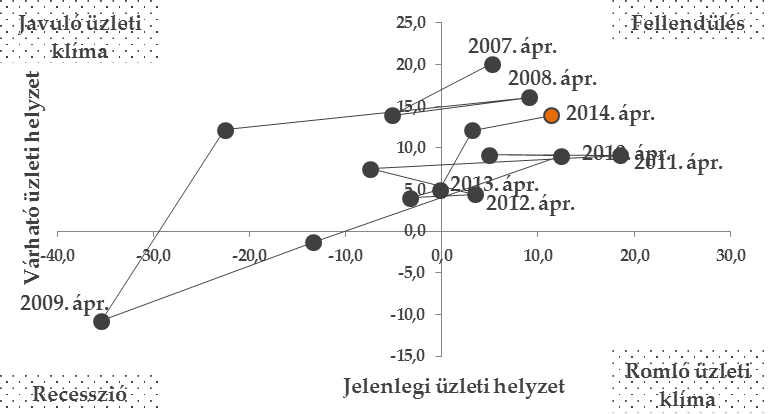 Javuló üzleti
klíma
Fellendülés
Várható üzleti helyzet
25,0
20,0
15,0
10,0
5,0
0,0
-5,0
-10,0
-15,0
-40,0
-30,0
-20,0
-10,0
0,0
10,0
20,0
30,0
2007. ápr.
2008. ápr.
2014. ápr.
2010. ápr.
2011. ápr.
2013. ápr.
2012. ápr.
2009. ápr.
Recesszió
Jelenlegi üzleti helyzet
Romló üzleti
klíma